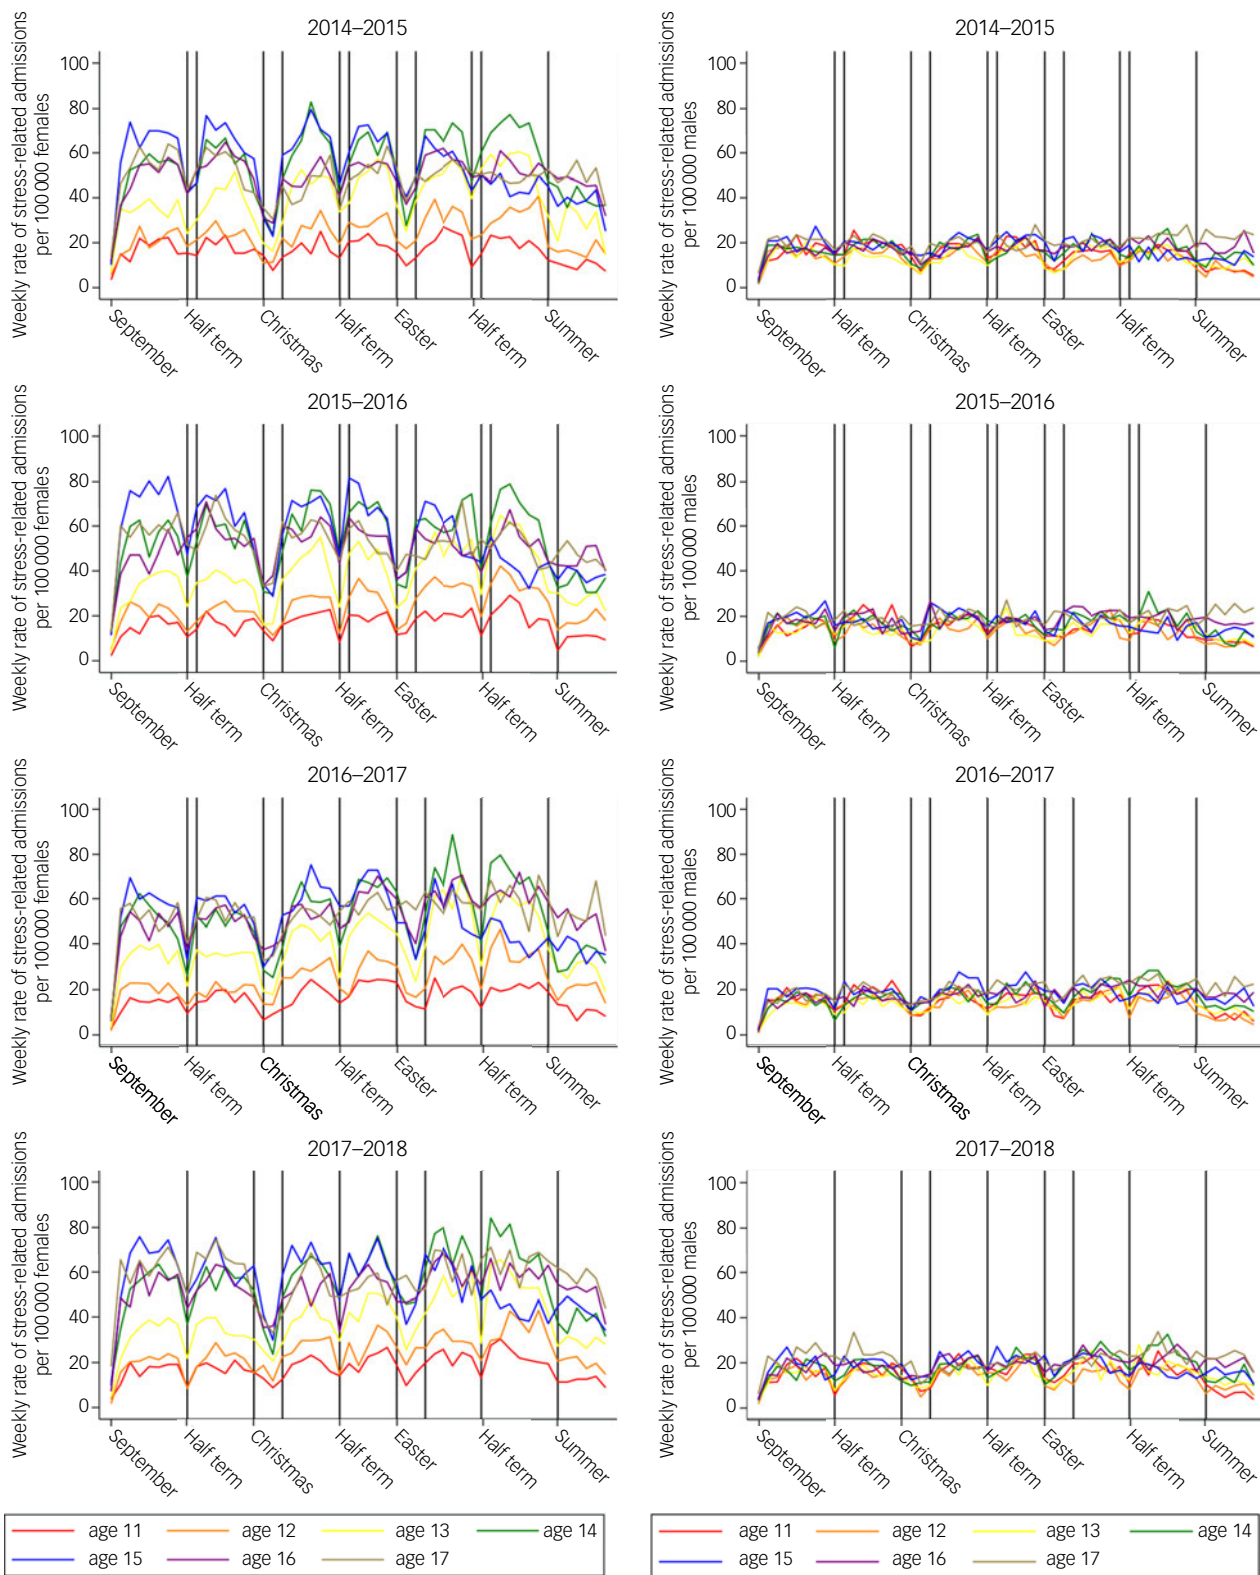 2014–2015
Weekly rate of stress-related admissions
per 100 000 females
100
80
60
40
20
0
September
Half term
Christmas
Half term
Easter
Half term
Summer
2014–2015
Weekly rate of stress-related admissions
per 100 000 males
100
80
60
40
20
0
September
Half term
Christmas
Half term
Easter
Half term
Summer
2015–2016
Weekly rate of stress-related admissions
per 100 000 females
100
80
60
40
20
0
September
Half term
Christmas
Half term
Easter
Half term
Summer
2015–2016
Weekly rate of stress-related admissions
per 100 000 males
100
80
60
40
20
0
September
Half term
Christmas
Half term
Easter
Half term
Summer
2016–2017
Weekly rate of stress-related admissions
per 100 000 females
100
80
60
40
20
0
September
Half term
Christmas
Half term
Easter
Half term
Summer
2016–2017
Weekly rate of stress-related admissions
per 100 000 males
100
80
60
40
20
0
September
Half term
Christmas
Half term
Easter
Half term
Summer
2017–2018
Weekly rate of stress-related admissions
per 100 000 females
100
80
60
40
20
0
September
Half term
Christmas
Half term
Easter
Half term
Summer
2017–2018
Weekly rate of stress-related admissions
per 100 000 males
100
80
60
40
20
0
September
Half term
Christmas
Half term
Easter
Half term
Summer
age 11 age 12 age 13 age 14
age 15 age 16 age 17
age 11 age 12 age 13 age 14
age 15 age 16 age 17